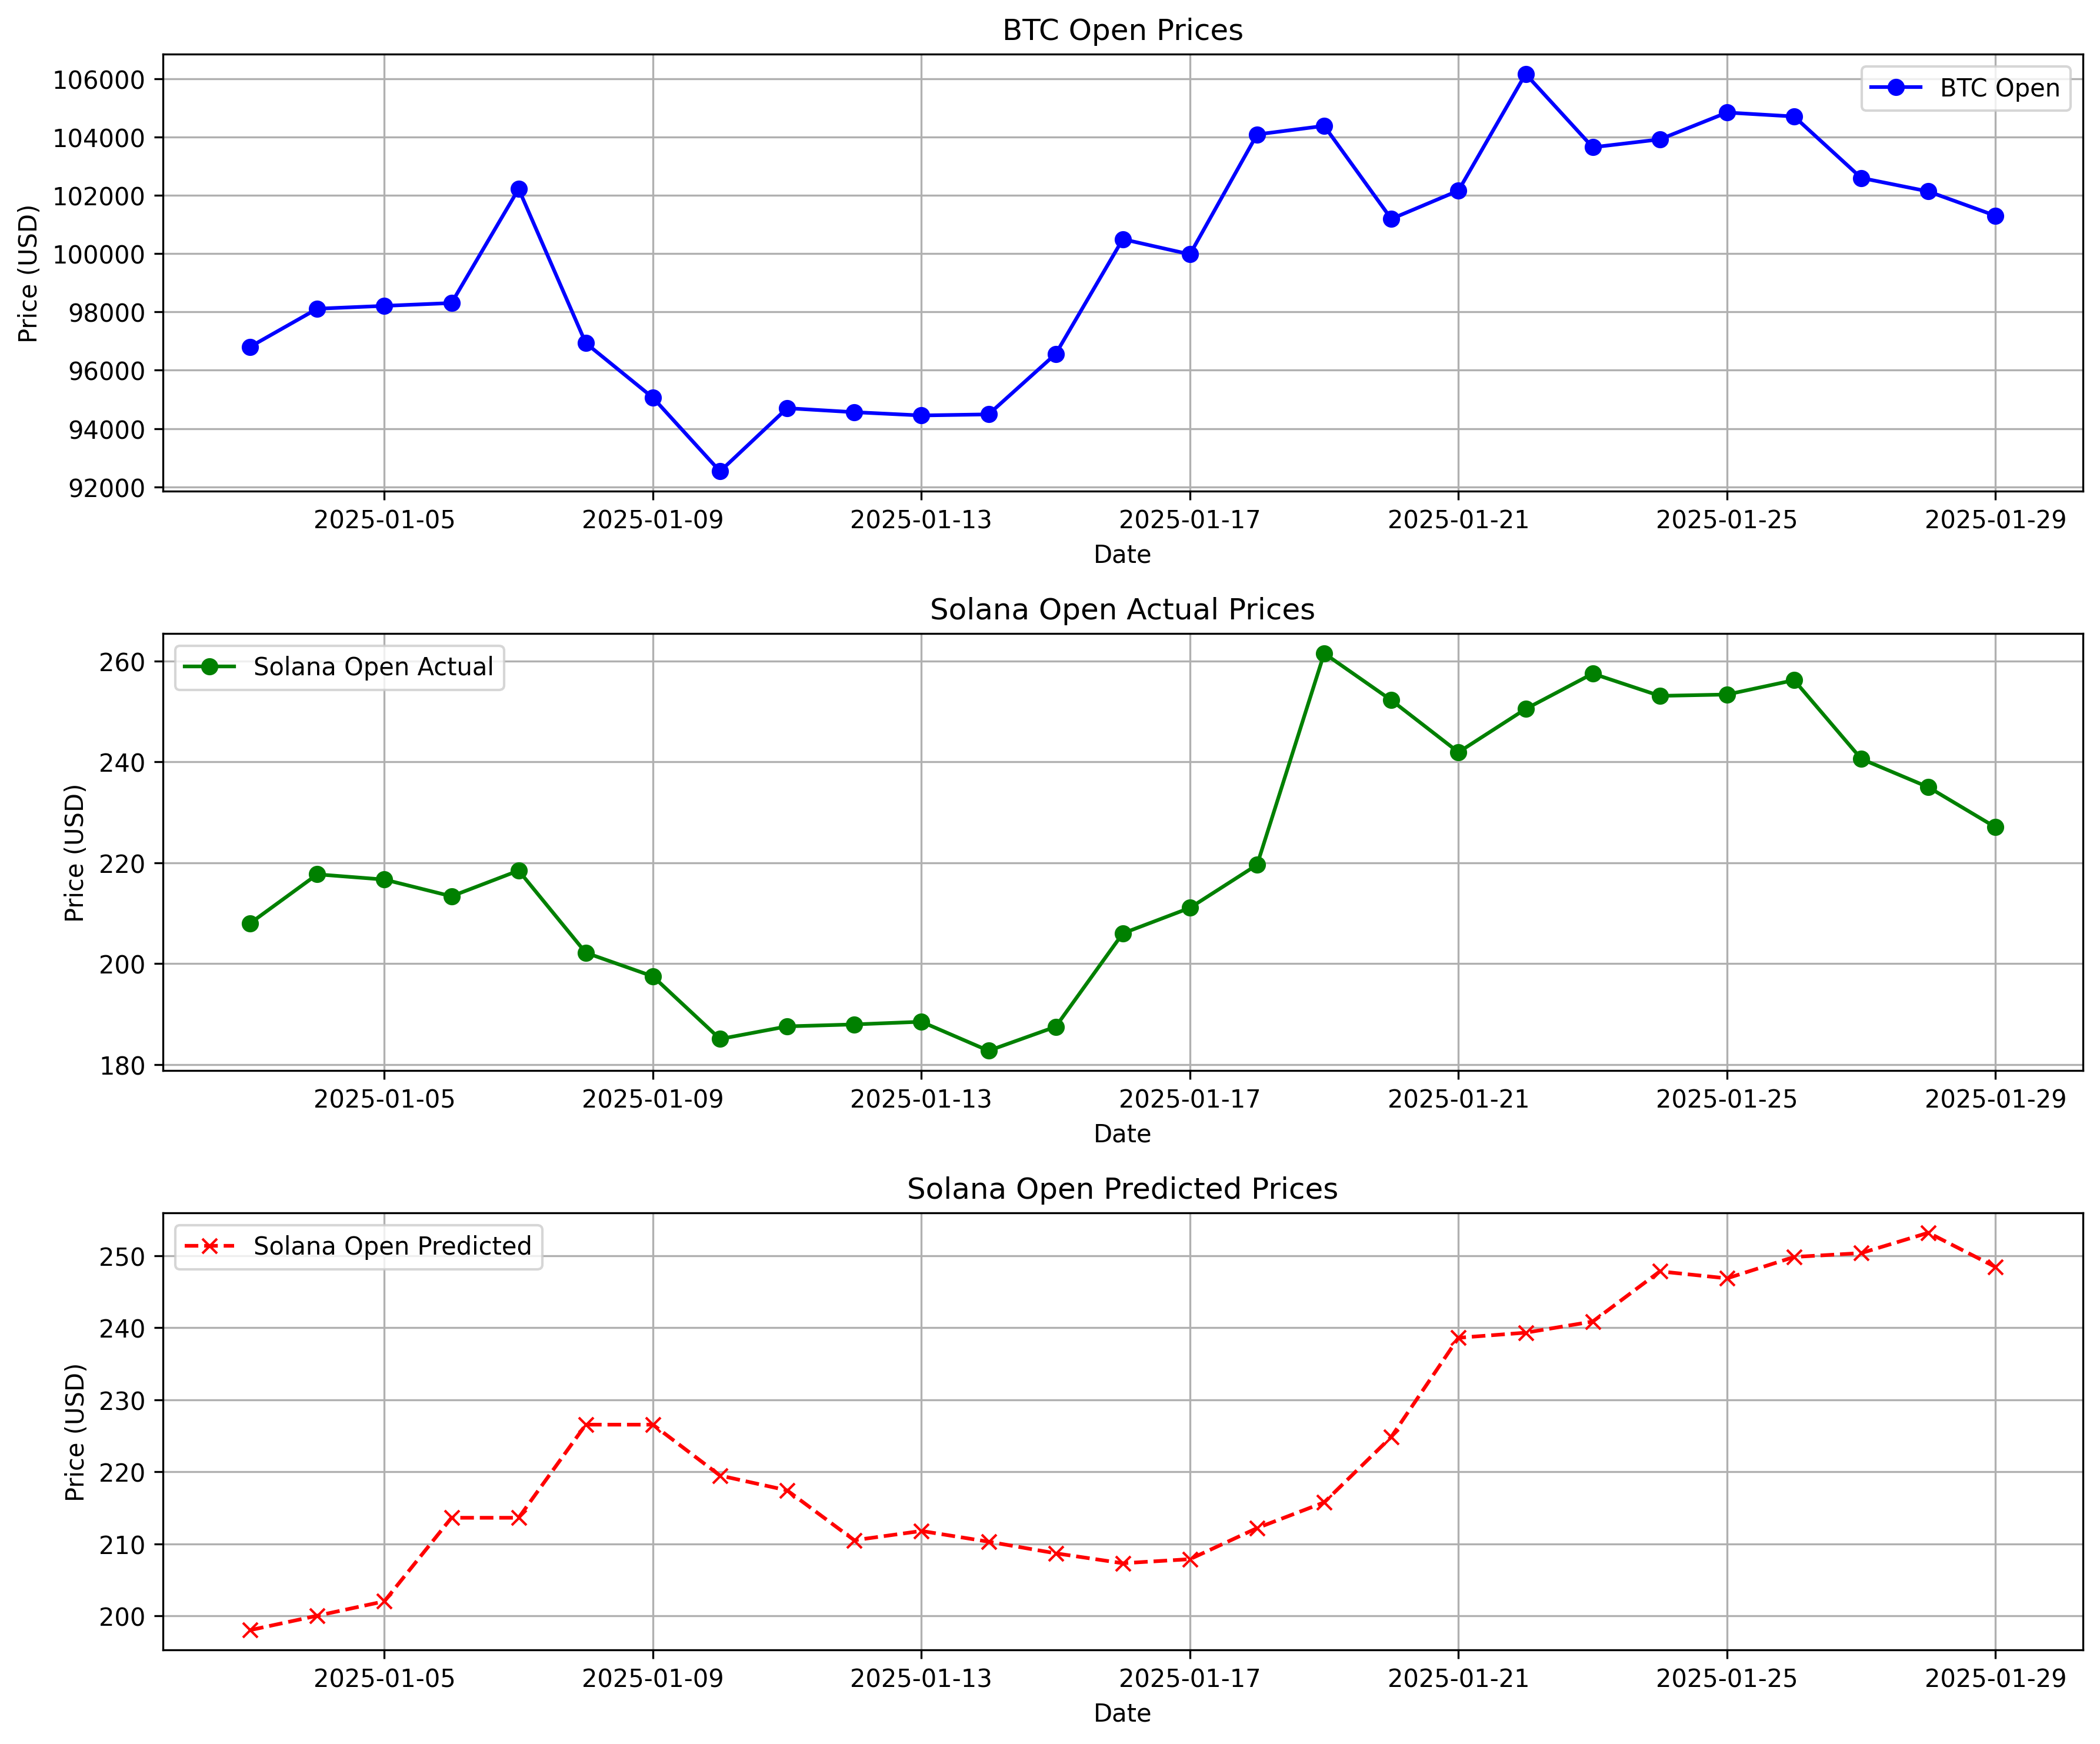 BTC Open Prices
BTC Open
106000
104000
102000
100000
98000
96000
94000
92000
Price (USD)
2025-01-05 2025-01-09 2025-01-13 2025-01-17 2025-01-21 2025-01-25 2025-01-29
Date
Solana Open Actual Prices
Solana Open Actual
260
240
220
200
180
Price (USD)
2025-01-05 2025-01-09 2025-01-13 2025-01-17 2025-01-21 2025-01-25 2025-01-29
Date
Solana Open Predicted Prices
Solana Open Predicted
250
240
230
220
210
200
Price (USD)
2025-01-05 2025-01-09 2025-01-13 2025-01-17 2025-01-21 2025-01-25 2025-01-29
Date